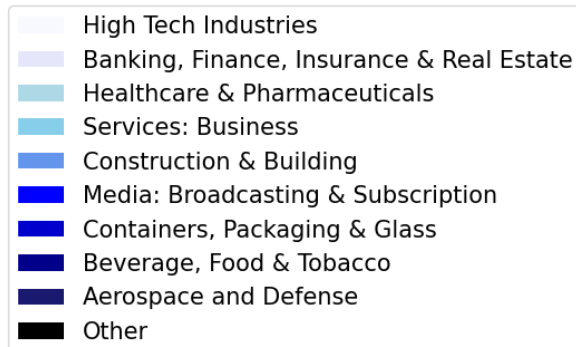 High Tech Industries
Banking, Finance, Insurance & Real Estate
Healthcare & Pharmaceuticals
Services: Business
Construction & Building
Media: Broadcasting & Subscription
Containers, Packaging & Glass
Beverage, Food & Tobacco
Aerospace and Defense
Other